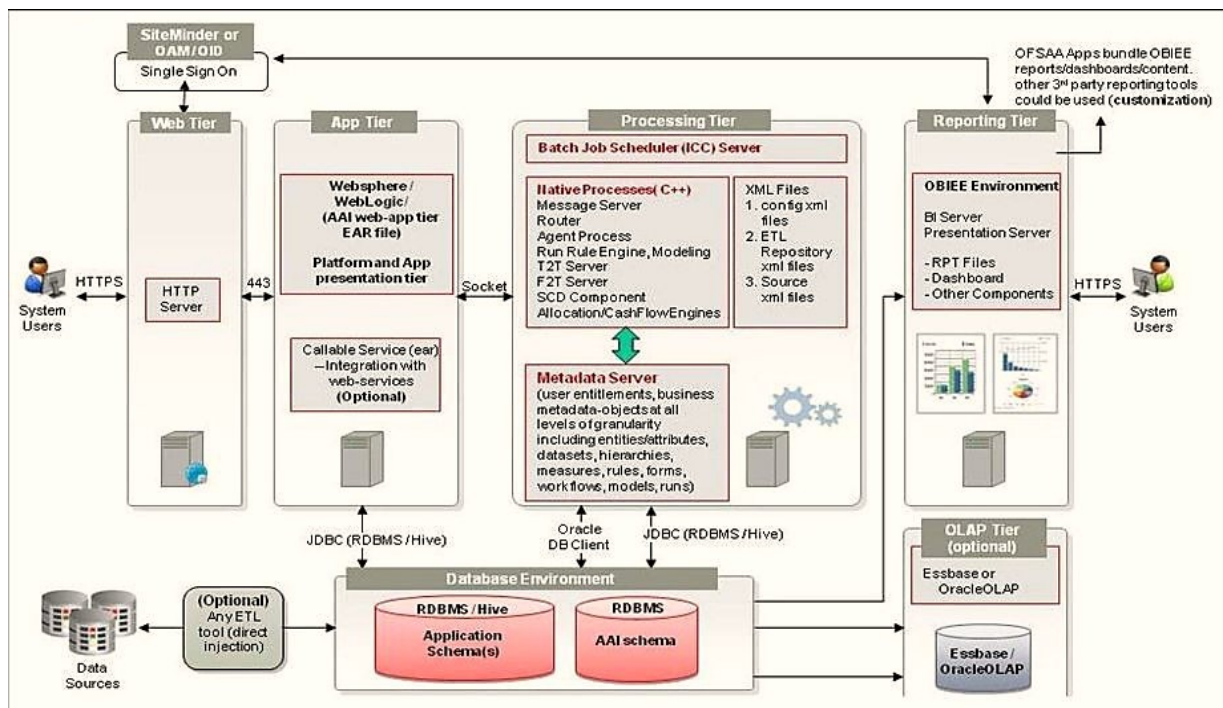 SiteMinder or
OAM/OID
Single Sign On
OFSAA Apps bundle OBIEE
reports/dashboards/content.
other 3rd party reporting tools
could be used (customization)
Web Tier
App Tier
Processing Tier
Reporting Tier
System
Users
HTTPS
HTTP
Server
443
Websphere /
WebLogic/
(AAI web-app tier
EAR file)
Platform and App
presentation tier
Callable Service (ear)
—Integration with
web-services
(Optional)
Socket
Batch Job Scheduler (ICC) Server
Native Processes( C++)
Message Server
Router
Agent Process
Run Rule Engine, Modeling
T2T Server
F2T Server
SCD Component
Allocation/CashFlowEngines
XML Files
1. config xml
files
2. ETL
Repository
xml files
3. Source
xml files
Metadata Server
(user entitlements, business
metadata-objects at all
levels of granularity
including entities/attributes,
datasets, hierarchies,
measures, rules, forms,
workflows, models, runs)
OBIEE Environment
BI Server
Presentation Server
- RPT Files
- Dashboard
- Other Components
HTTPS
System
Users
JDBC (RDBMS / Hive)
Oracle
DB Client
JDBC (RDBMS / Hive)
OLAP Tier
(optional)
Essbase or
OracleOLAP
Essbase /
OracleOLAP
Database Environment
RDBMS / Hive
Application
Schema(s)
RDBMS
AAI schema
(Optional)
Any ETL
tool (direct
injection)
Data
Sources